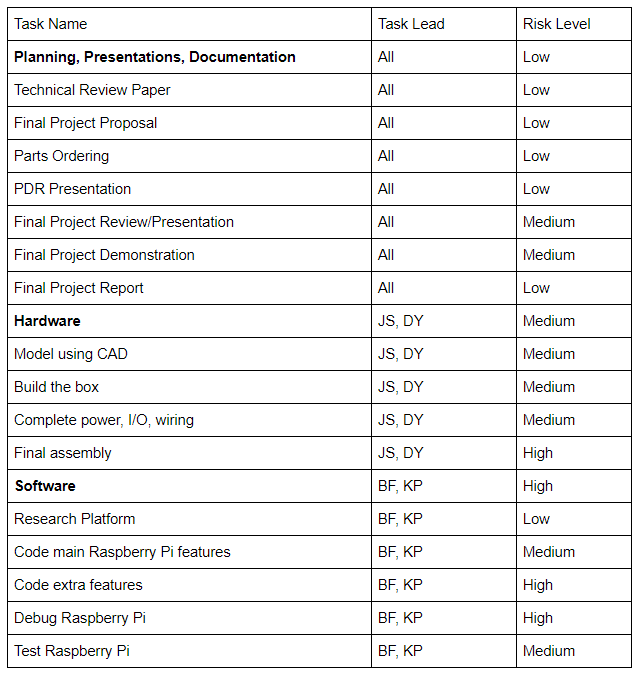 Task Name Task Lead Risk Level
Planning, Presentations, Documentation All Low
Technical Review Paper All Low
Final Project Proposal All Low
Parts Ordering All Low
PDR Presentation All Low
Final Project Review/Presentation All Medium
Final Project Demonstration All Medium
Final Project Report All Low
Hardware JS, DY Medium
Model using CAD JS, DY Medium
Build the box JS, DY Medium
Complete power, I/O, wiring JS, DY Medium
Final assembly JS, DY High
Software BF, KP High
Research Platform BF, KP Low
Code main Raspberry Pi features BF, KP Medium
Code extra features BF, KP High
Debug Raspberry Pi BF, KP High
Test Raspberry Pi BF, KP Medium